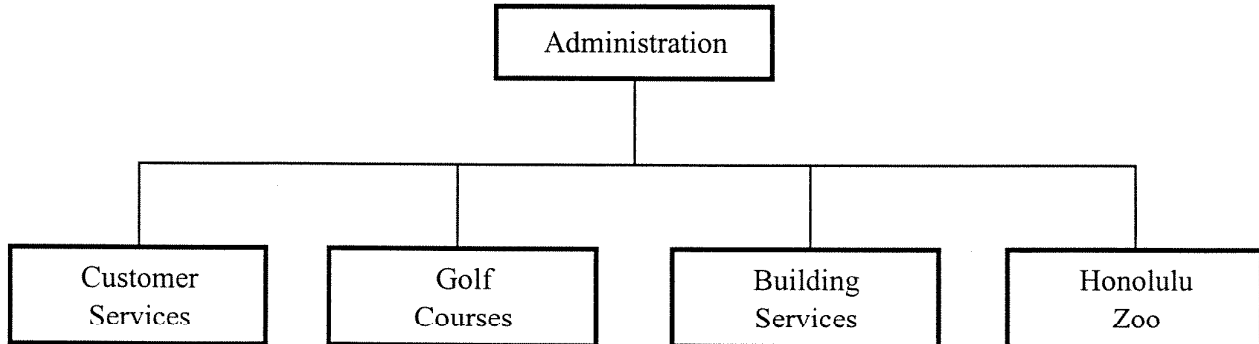 Administration
Customer
Services
Golf
Courses
Building
Services
Honolulu
Zoo